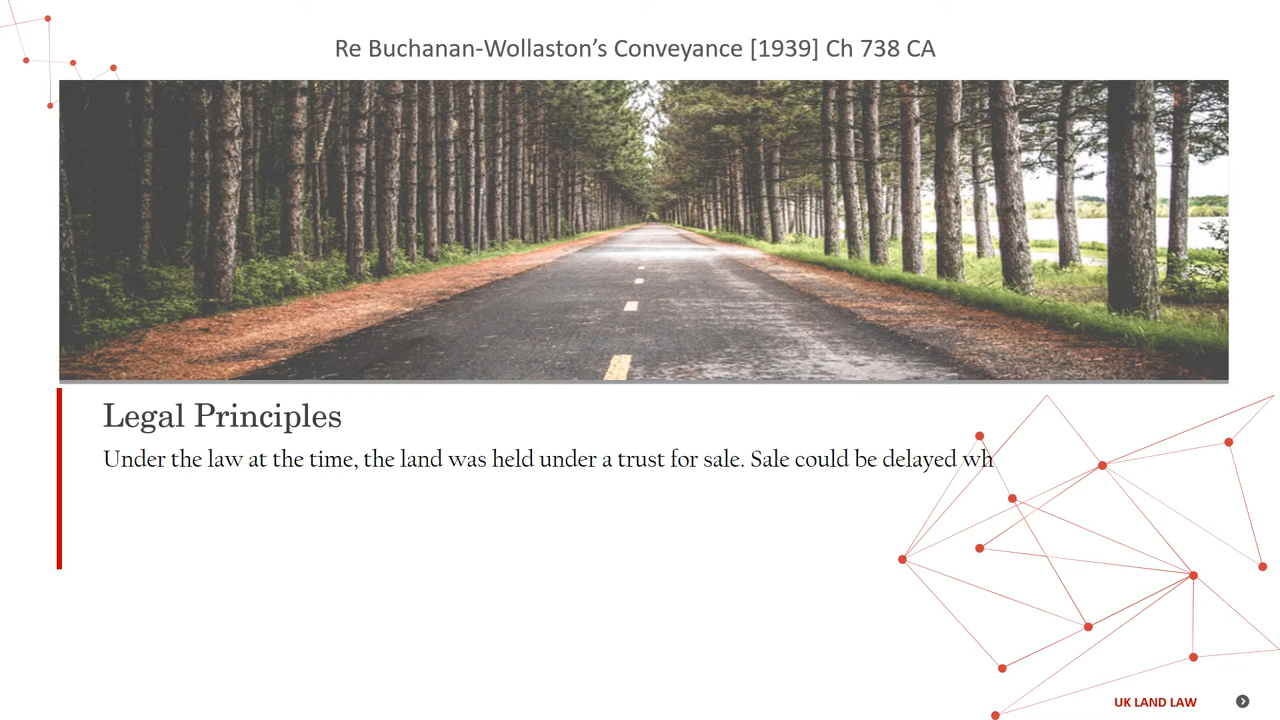 Re Buchanan-Wollaston’s Conveyance [1939] Ch 738 CA
Legal Principles
Under the law at the time, the land was held under a trust for sale. Sale could be delayed wh
UK LAND LAW